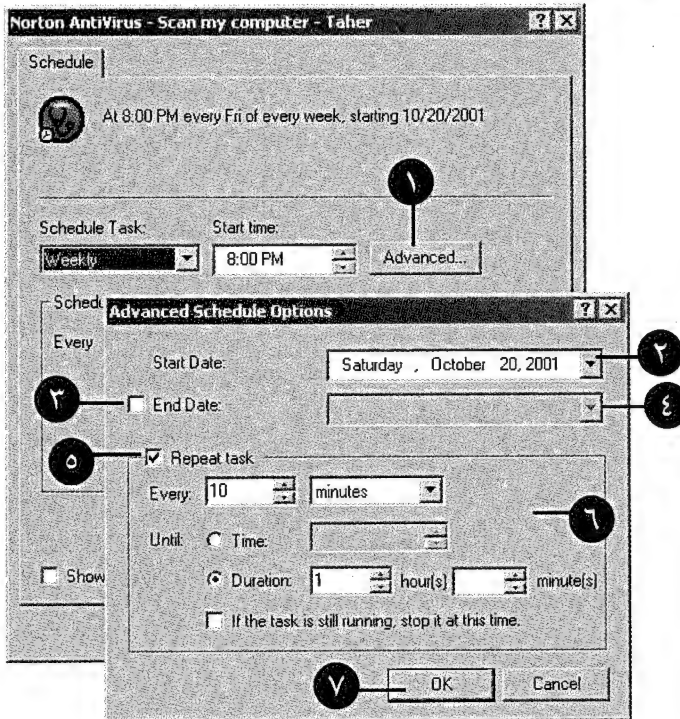 Norton AntiVirus - Scan my computer - Taher
Schedule
At 8:00 PM every Fri of every week, starting 10/20/2001
١
Schedule Task:
Start time:
Weekly
8:00 PM
Advanced...
Sched
Every
Advanced Schedule Options
Start Date:
Saturday , October 20, 2001
٢
٣
End Date:
٤
٥
Repeat task
Every:
10
minutes
٦
Until:
Time:
Duration:
1
hour(s)
minute(s)
If the task is still running, stop it at this time.
Show
٧
OK
Cancel